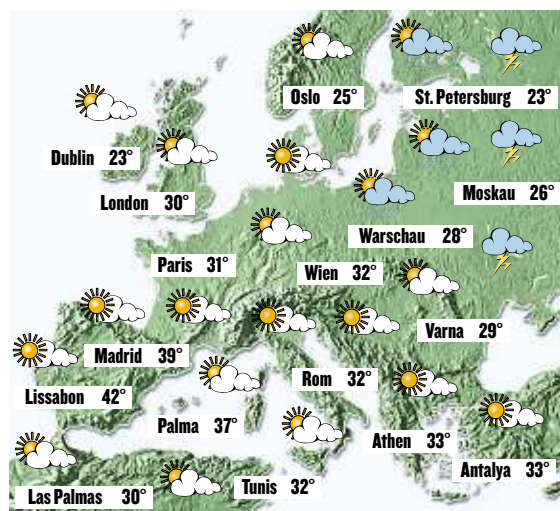 Oslo 25°
St. Petersburg 23°
Dublin 23°
Moskau 26°
London 30°
Warschau 28°
Paris 31°
Wien 32°
Varna 29°
Madrid 39°
Rom 32°
Lissabon 42°
Palma 37°
Athen 33°
Antalya 33°
Las Palmas 30°
Tunis 32°